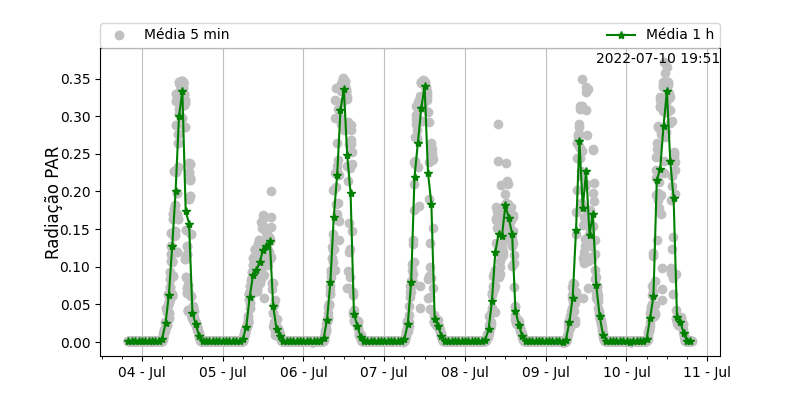 Média 5 min
Média 1 h
2022-07-10 19:51
Radiação PAR
0.35
0.30
0.25
0.20
0.15
0.10
0.05
0.00
04 - Jul
05 - Jul
06 - Jul
07 - Jul
08 - Jul
09 - Jul
10 - Jul
11 - Jul